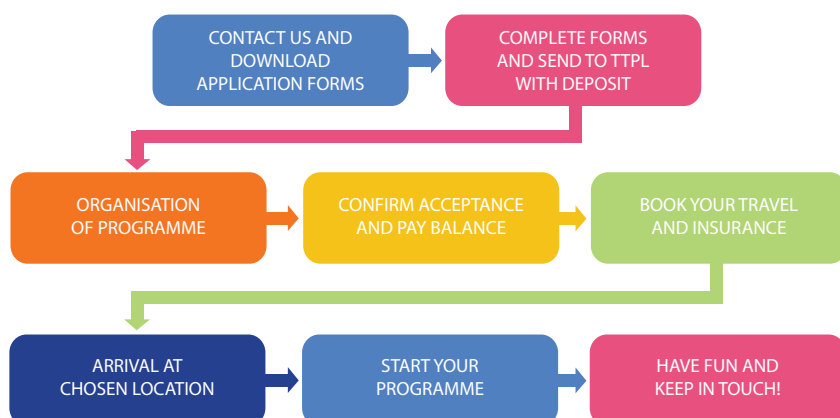 CONTACT US AND
DOWNLOAD
APPLICATION FORMS
COMPLETE FORMS
AND SEND TO TTPL
WITH DEPOSIT
ORGANISATION
OF PROGRAMME
CONFIRM ACCEPTANCE
AND PAY BALANCE
BOOK YOUR TRAVEL
AND INSURANCE
ARRIVAL AT
CHOSEN LOCATION
START YOUR
PROGRAMME
HAVE FUN AND
KEEP IN TOUCH!